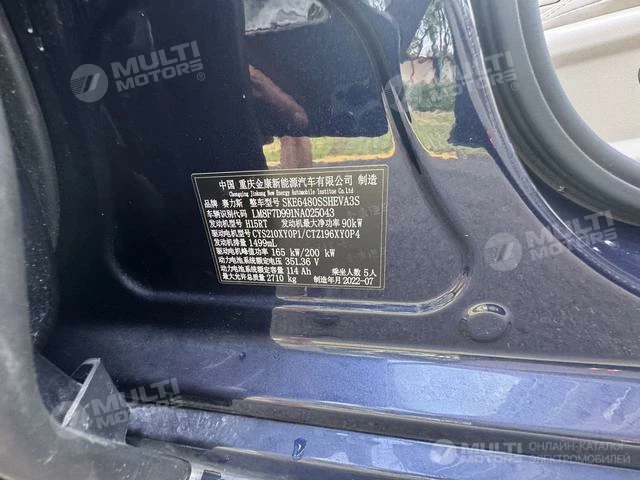 MULTI
MOTORS®
MULTI
MOTORS®
中国 重庆金康新能源汽车有限公司 制造
Chongqing Jinkang New Energy Automobile Institue Co.Ltd
品牌 赛力斯 整车型号 SKE6480SSHEVA3S
车辆识别代号 LM8F7D991NA025043
发动机型号 H15RT 发动机最大净功率 90kW
驱动电机型号 CYS210XY0P1/CTZ196XY0P4
发动机排量 1499mL
驱动电机峰值功率 165 kW/200 kW
动力电池系统额定电压 351.36 V
动力电池系统额定容量 114 Ah 乘坐人数 5人
最大允许总质量 2710 kg 制造年月 2022-07
MULTI
MOTORS®
MULTI
MOTORS
ОНЛАЙН-КАТАЛОГ
ЭЛЕКТРОМОБИЛЕЙ